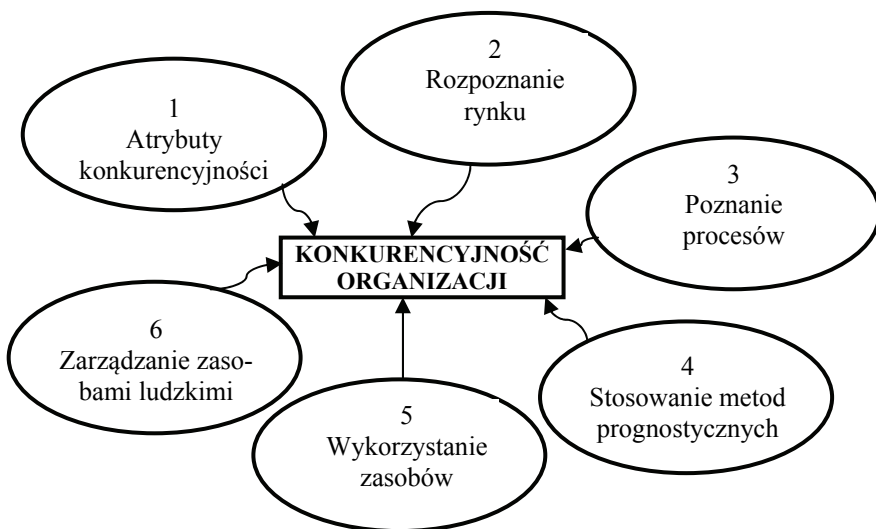 1
Atrybuty
konkurencyjności
2
Rozpoznanie
rynku
3
Poznanie
procesów
KONKURENCYJNOŚĆ
ORGANIZACJI
6
Zarządzanie zaso-
bami ludzkimi
4
Stosowanie metod
prognostycznych
5
Wykorzystanie
zasobów